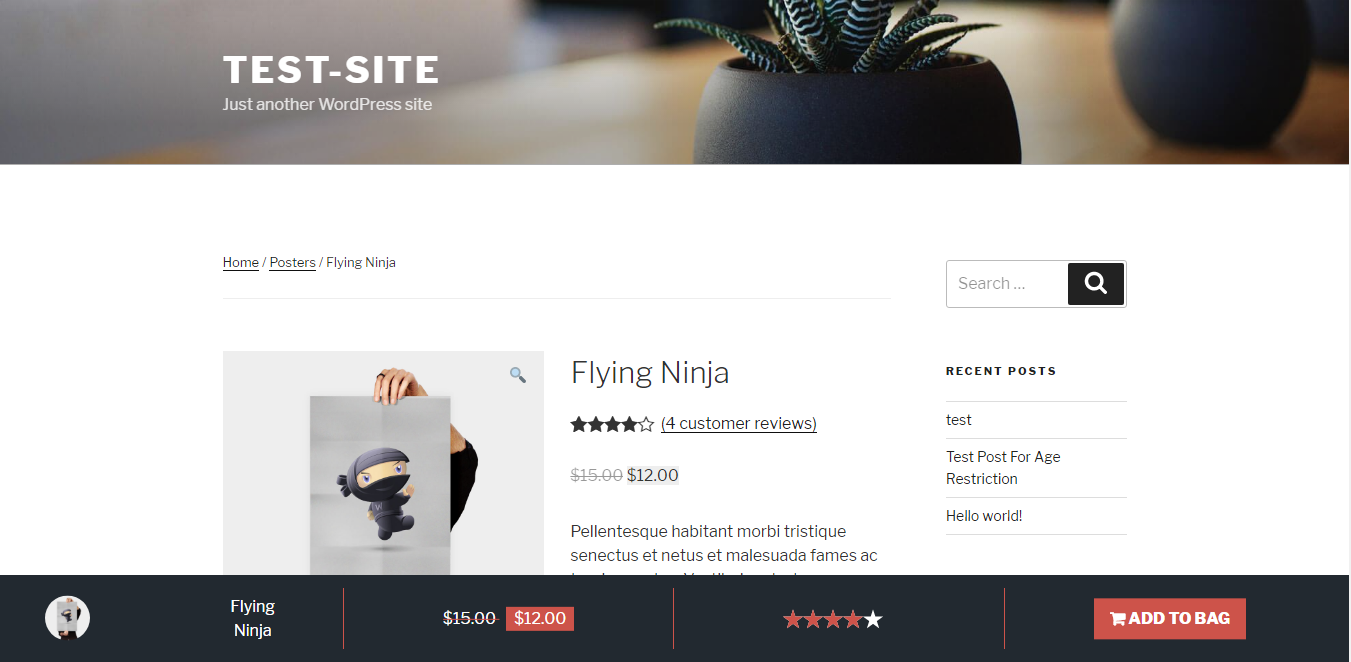 TEST-SITE
Just another WordPress site
Home / Posters / Flying Ninja
Search ...
Flying Ninja
(4 customer reviews)
$15.00 $12.00
Pellentesque habitant morbi tristique
senectus et netus et malesuada fames ac
RECENT POSTS
test
Test Post For Age
Restriction
Hello world!
Flying
Ninja
$15.00 $12.00
ADD TO BAG